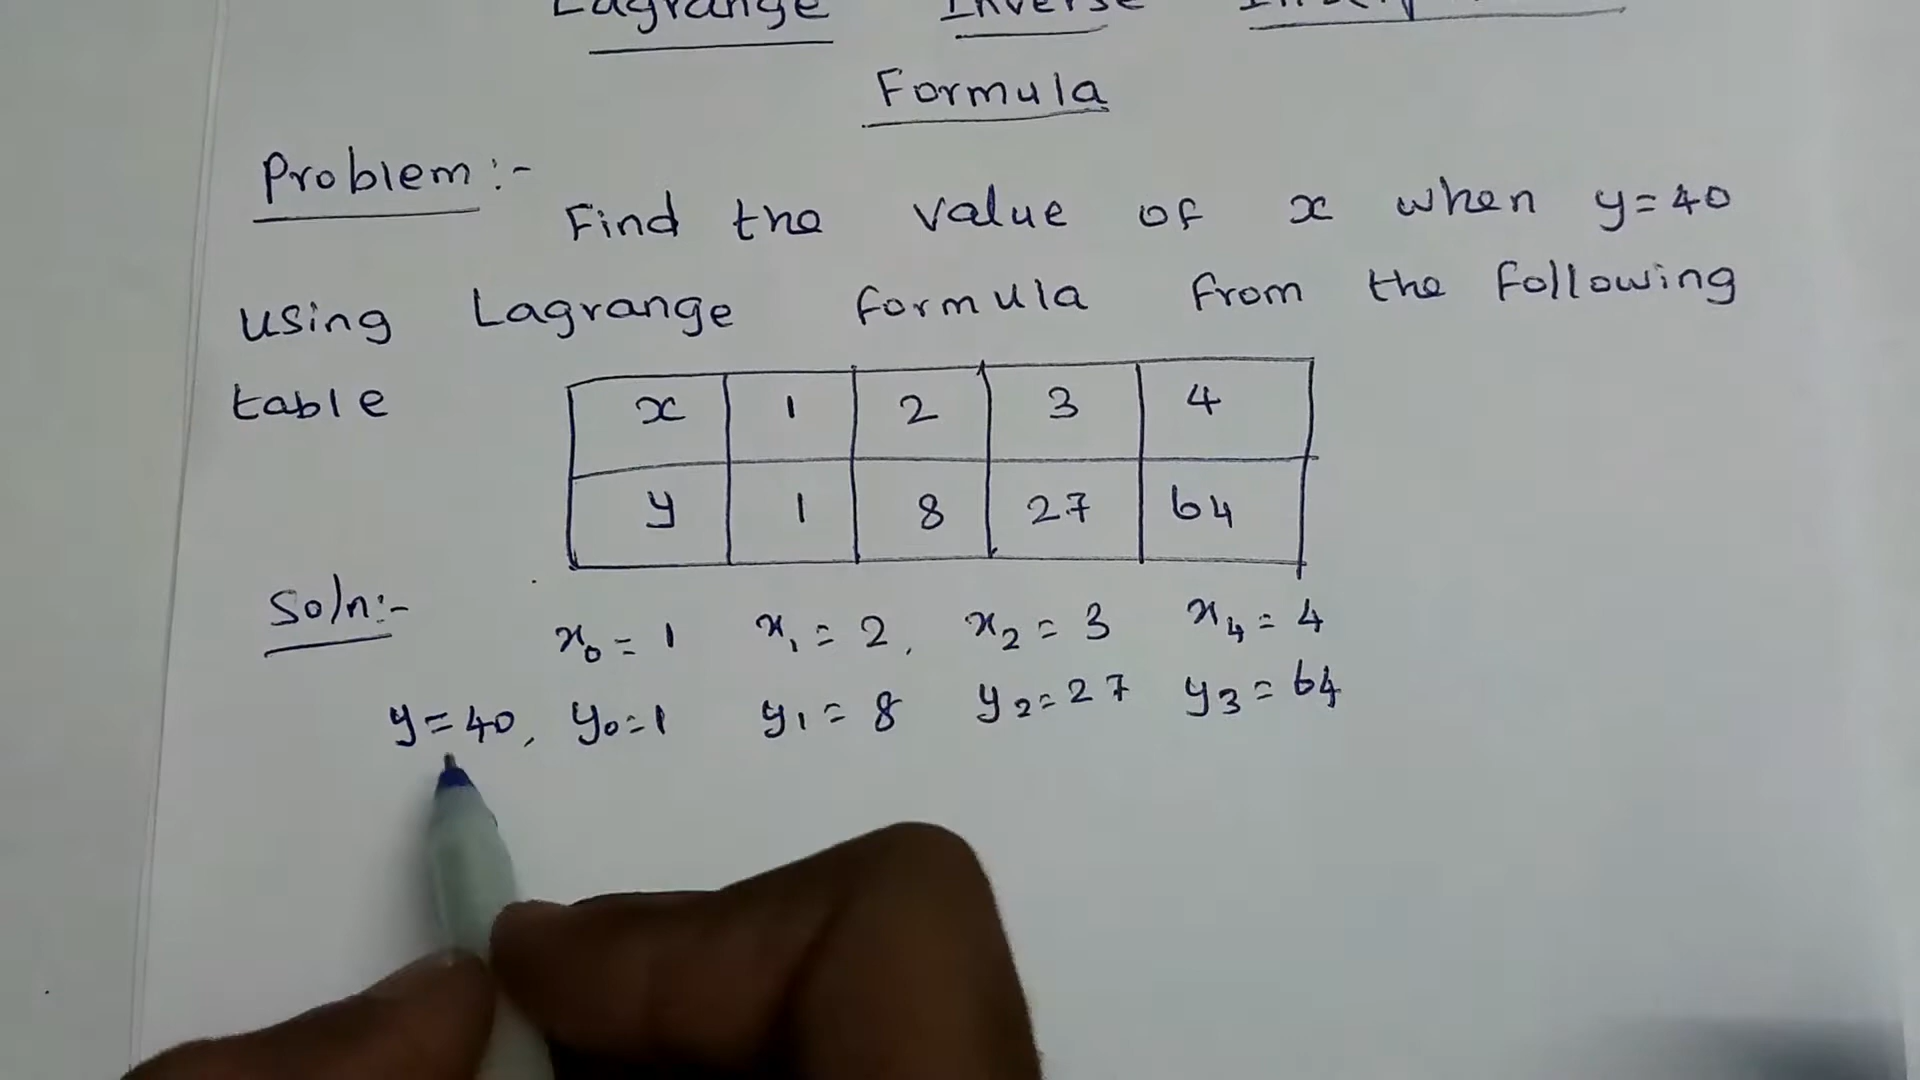 Lagrange Inverse
Formula
Problem :-
Find the value of x when y=40
using Lagrange formula from the following
table
x 1 2 3 4
y 1 8 27 64
Soln:-
x₀ = 1 x₁ = 2, x₂ = 3 x₄ = 4
y=40, y₀=1 y₁ = 8 y₂=27 y₃=64